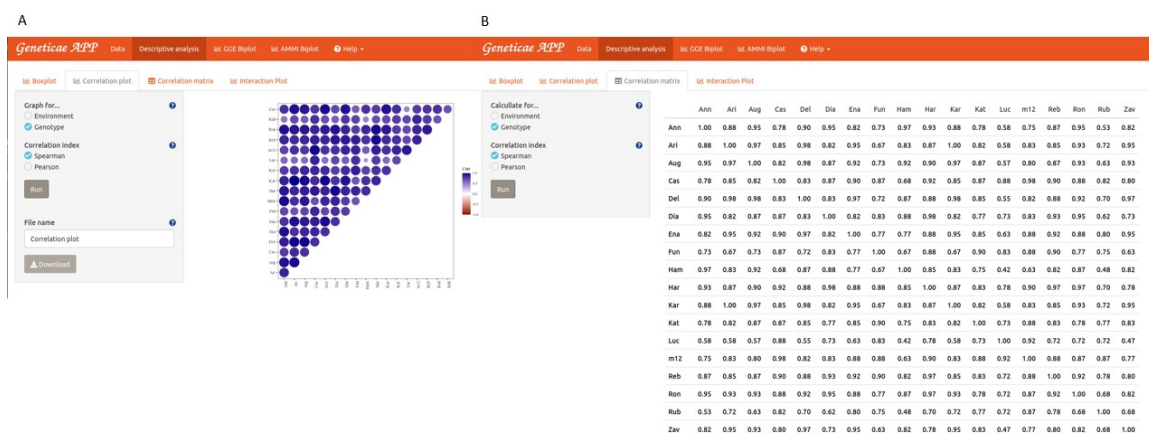 A
B
Geneticae APP Data Descriptive analysis GGE Biplot AMMI Biplot Help
Boxplot Correlation plot Correlation matrix Interaction Plot
Graph for...
Environment
Genotype
Correlation index
Spearman
Pearson
Run
File name
Correlation plot
Download
Corr
Geneticae APP Data Descriptive analysis GGE Biplot AMMI Biplot Help
Boxplot Correlation plot Correlation matrix Interaction Plot
Calcullate for...
Environment
Genotype
Correlation index
Spearman
Pearson
Run
Ann Ari Aug Cas Del Dia Ena Fun Ham Har Kar Kat Luc m12 Reb Ron Rub Zav
Ann 1.00 0.88 0.95 0.78 0.90 0.95 0.82 0.73 0.97 0.93 0.88 0.78 0.58 0.75 0.87 0.95 0.53 0.82
Ari 0.88 1.00 0.97 0.85 0.98 0.82 0.95 0.67 0.83 0.87 1.00 0.82 0.58 0.83 0.85 0.93 0.72 0.95
Aug 0.95 0.97 1.00 0.82 0.98 0.87 0.92 0.73 0.92 0.90 0.97 0.87 0.57 0.80 0.87 0.93 0.63 0.93
Cas 0.78 0.85 0.82 1.00 0.83 0.87 0.90 0.87 0.68 0.92 0.85 0.87 0.88 0.98 0.90 0.88 0.82 0.80
Del 0.90 0.98 0.98 0.83 1.00 0.83 0.97 0.72 0.87 0.88 0.98 0.85 0.55 0.82 0.88 0.92 0.70 0.97
Dia 0.95 0.82 0.87 0.87 0.83 1.00 0.82 0.83 0.88 0.98 0.82 0.77 0.73 0.83 0.93 0.95 0.62 0.73
Ena 0.82 0.95 0.92 0.90 0.97 0.82 1.00 0.77 0.77 0.88 0.95 0.85 0.63 0.88 0.92 0.88 0.80 0.95
Fun 0.73 0.67 0.73 0.87 0.72 0.83 0.77 1.00 0.67 0.88 0.67 0.90 0.83 0.88 0.90 0.77 0.75 0.63
Ham 0.97 0.83 0.92 0.68 0.87 0.88 0.77 0.67 1.00 0.85 0.83 0.75 0.42 0.63 0.82 0.87 0.48 0.82
Har 0.93 0.87 0.90 0.92 0.88 0.98 0.88 0.88 0.85 1.00 0.87 0.83 0.78 0.90 0.97 0.97 0.70 0.78
Kar 0.88 1.00 0.97 0.85 0.98 0.82 0.95 0.67 0.83 0.87 1.00 0.82 0.58 0.83 0.85 0.93 0.72 0.95
Kat 0.78 0.82 0.87 0.87 0.85 0.77 0.85 0.90 0.75 0.83 0.82 1.00 0.73 0.88 0.83 0.78 0.77 0.83
Luc 0.58 0.58 0.57 0.88 0.55 0.73 0.63 0.83 0.42 0.78 0.58 0.73 1.00 0.92 0.72 0.72 0.72 0.47
m12 0.75 0.83 0.80 0.98 0.82 0.83 0.88 0.88 0.63 0.90 0.83 0.88 0.92 1.00 0.88 0.87 0.87 0.77
Reb 0.87 0.85 0.87 0.90 0.88 0.93 0.92 0.90 0.82 0.97 0.85 0.83 0.72 0.88 1.00 0.92 0.78 0.80
Ron 0.95 0.93 0.93 0.88 0.92 0.95 0.88 0.77 0.87 0.97 0.93 0.78 0.72 0.87 0.92 1.00 0.68 0.82
Rub 0.53 0.72 0.63 0.82 0.70 0.62 0.80 0.75 0.48 0.70 0.72 0.77 0.72 0.87 0.78 0.68 1.00 0.68
Zav 0.82 0.95 0.93 0.80 0.97 0.73 0.95 0.63 0.82 0.78 0.95 0.83 0.47 0.77 0.80 0.82 0.68 1.00